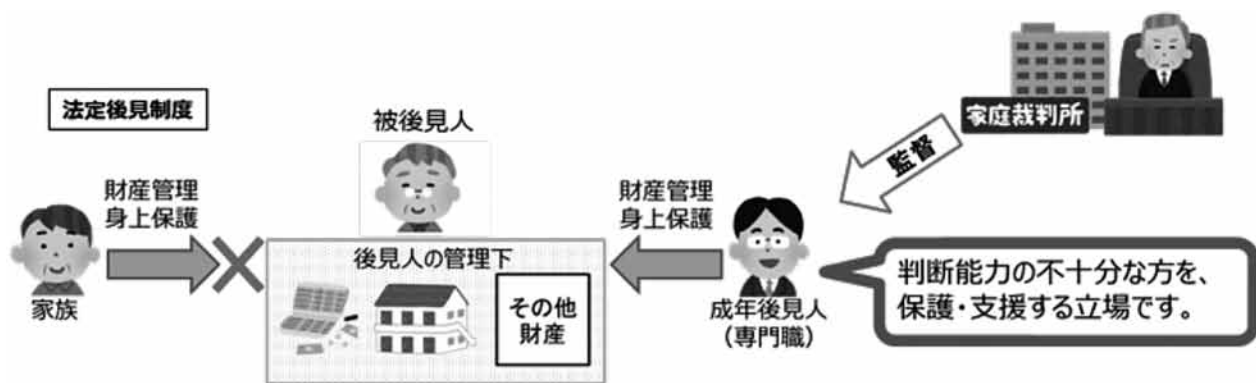 法定後見制度
被後見人
家庭裁判所
監督
財産管理
身上保護
家族
後見人の管理下
その他
財産
財産管理
身上保護
成年後見人
（専門職）
判断能力の不十分な方を、
保護・支援する立場です。